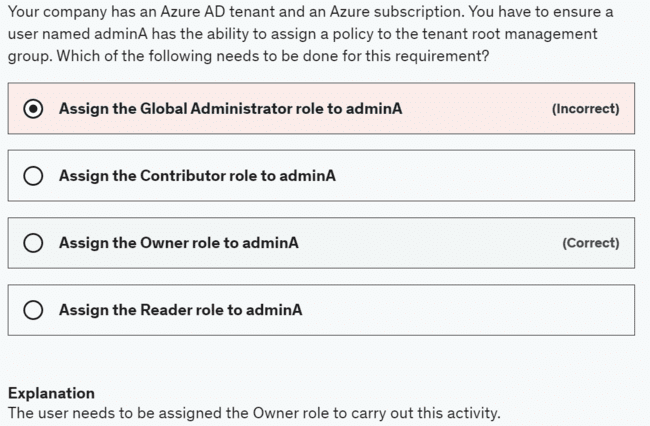 Your company has an Azure AD tenant and an Azure subscription. You have to ensure a
user named adminA has the ability to assign a policy to the tenant root management
group. Which of the following needs to be done for this requirement?
Assign the Global Administrator role to adminA (Incorrect)
Assign the Contributor role to adminA
Assign the Owner role to adminA (Correct)
Assign the Reader role to adminA
Explanation
The user needs to be assigned the Owner role to carry out this activity.